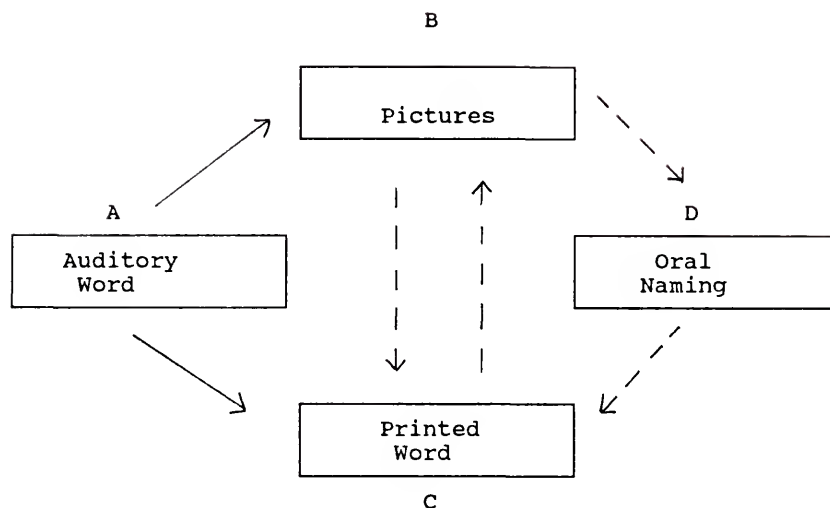 B
Pictures
A
D
Auditory
Word
Oral
Naming
Printed
Word
C